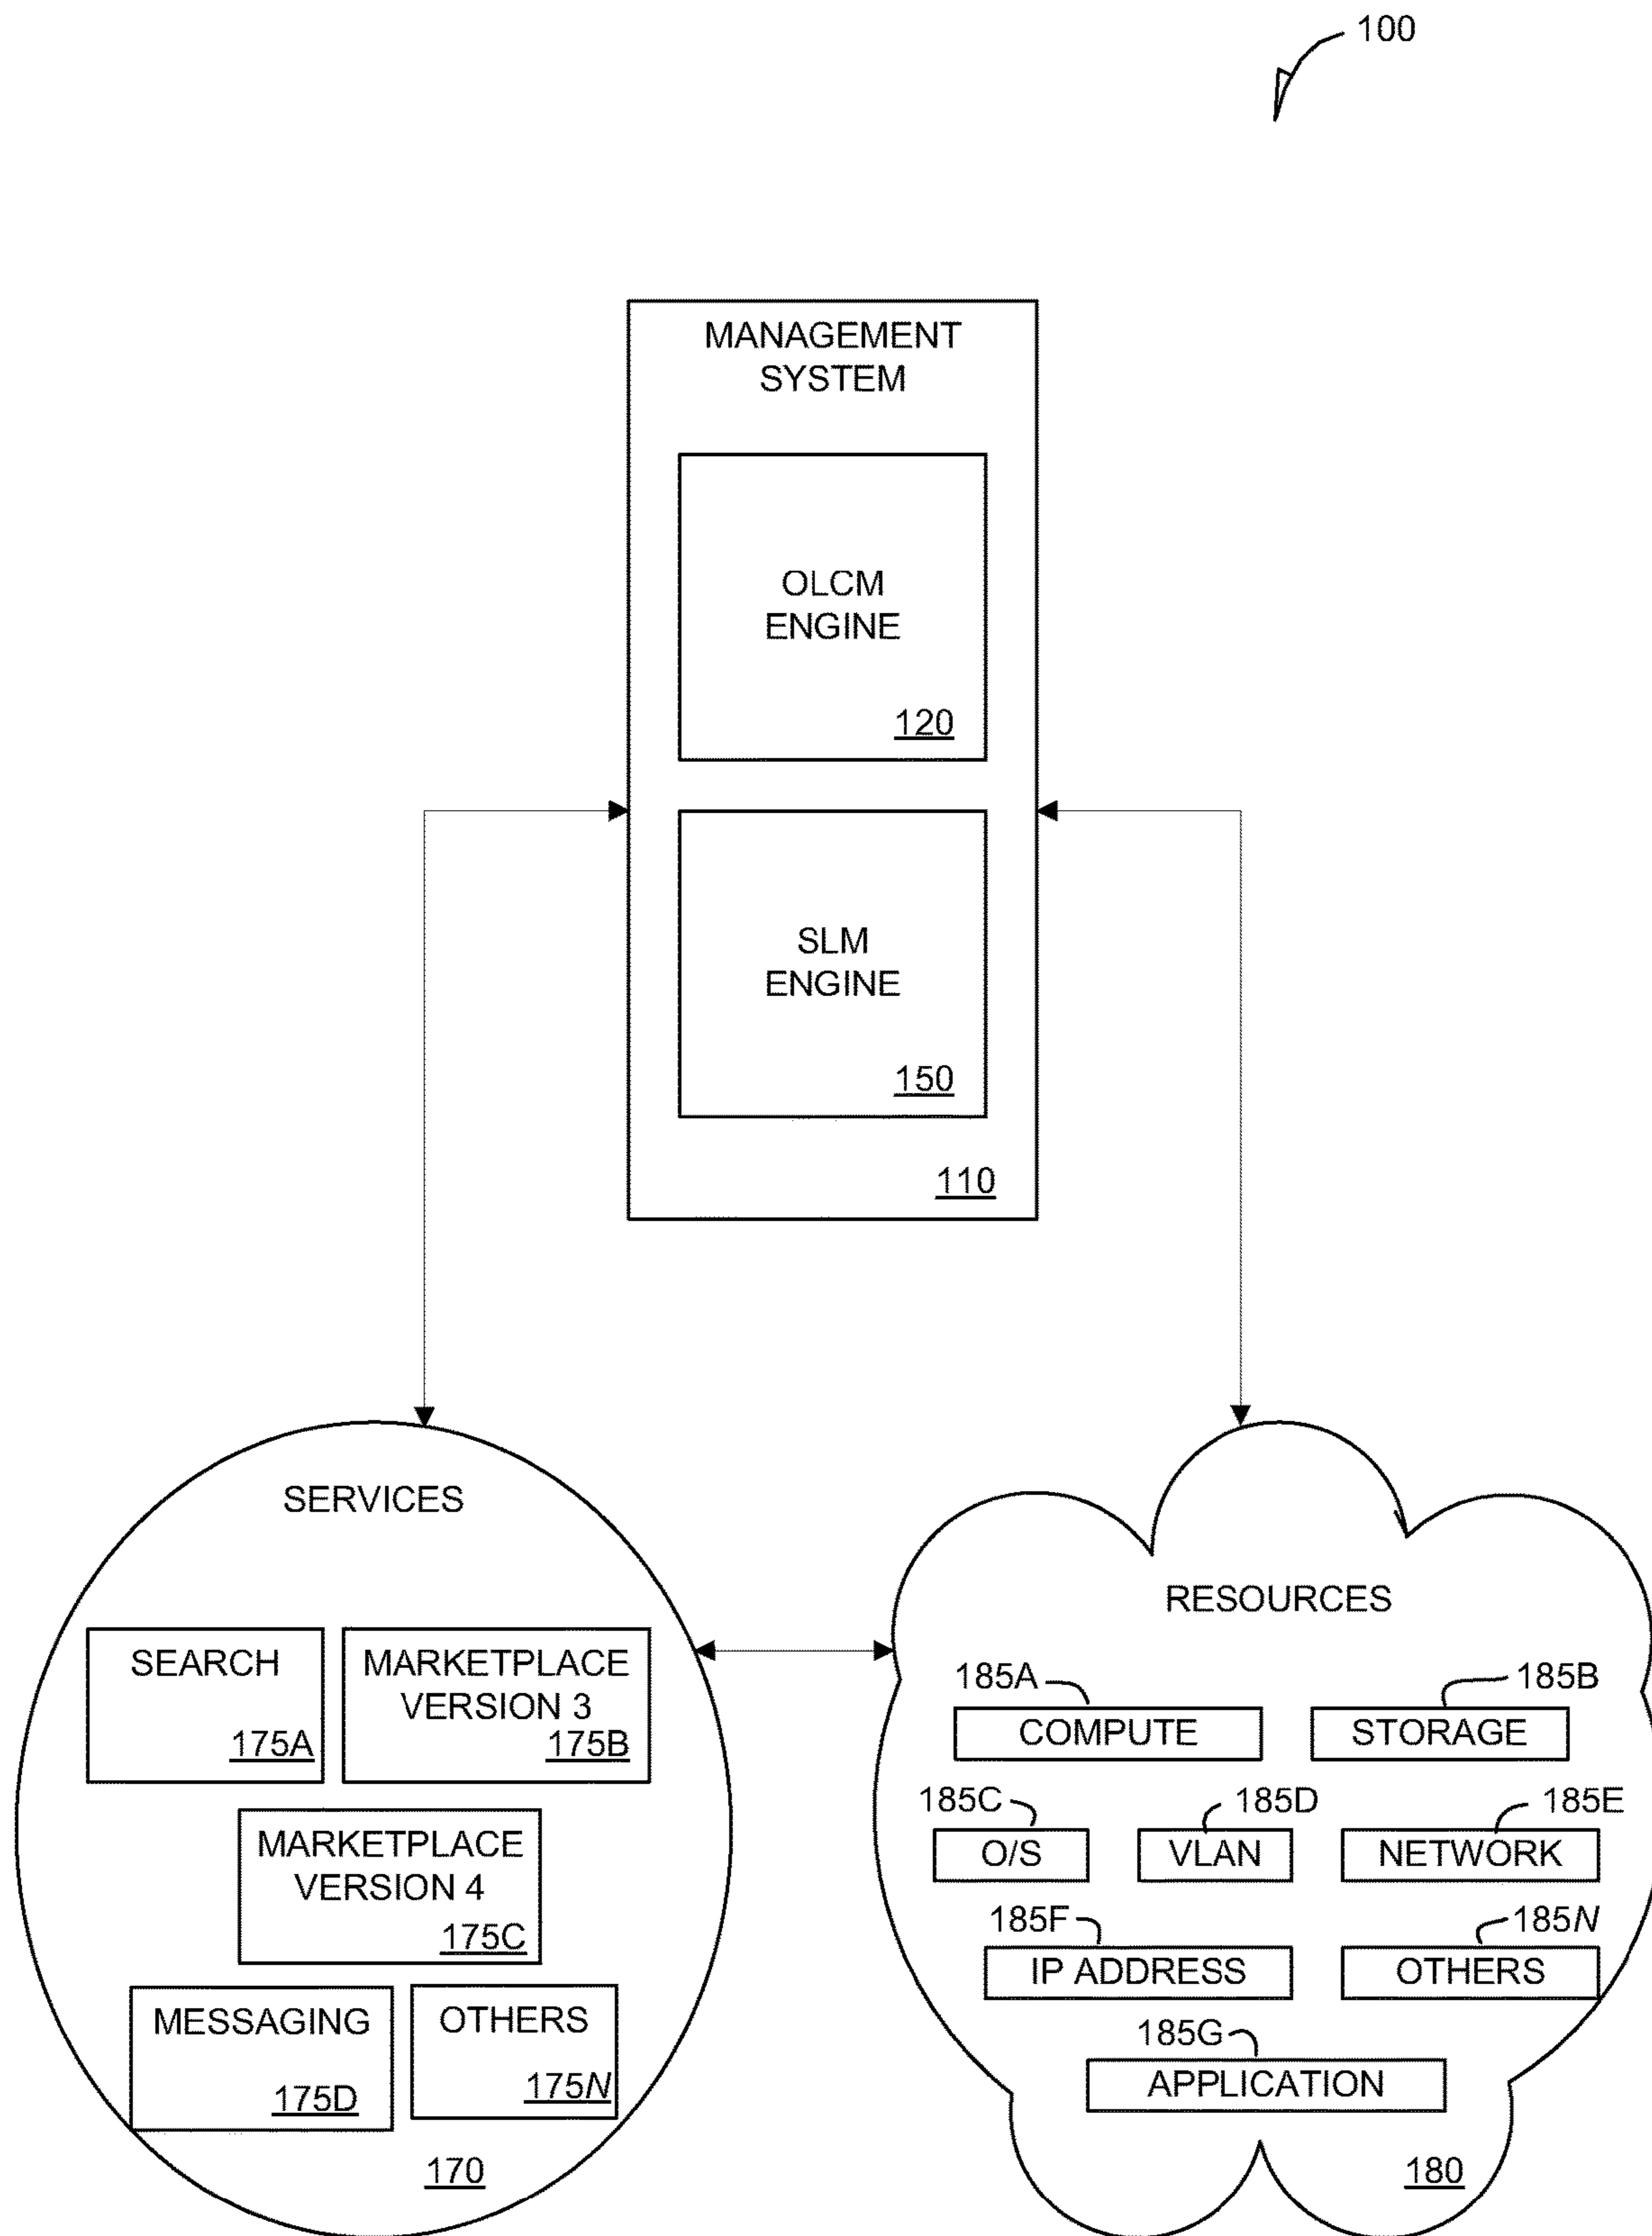 100
MANAGEMENT
SYSTEM
OLCM
ENGINE
120
SLM
ENGINE
150
110
SERVICES
SEARCH
175A
MARKETPLACE
VERSION 3
175B
MARKETPLACE
VERSION 4
175C
MESSAGING
175D
OTHERS
175N
170
RESOURCES
185A
COMPUTE
185B
STORAGE
185C
O/S
185D
VLAN
185E
NETWORK
185F
IP ADDRESS
185N
OTHERS
185G
APPLICATION
180